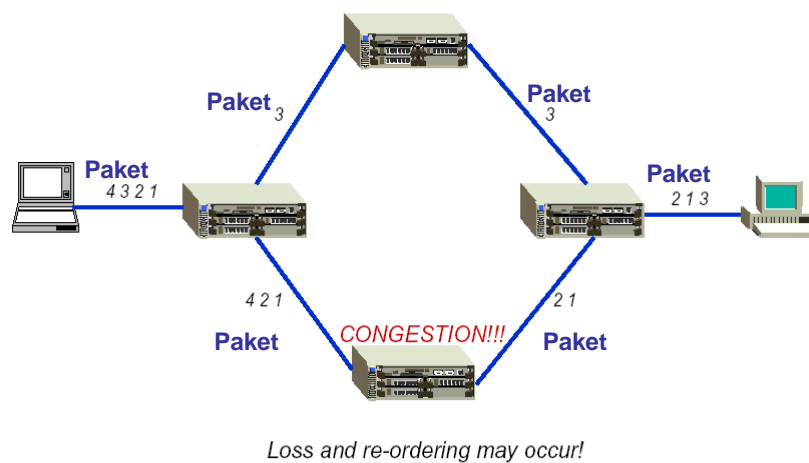 Paket
3
Paket
3
Paket
4 3 2 1
Paket
2 1 3
4 2 1
2 1
Paket
CONGESTION!!!
Paket
Loss and re-ordering may occur!